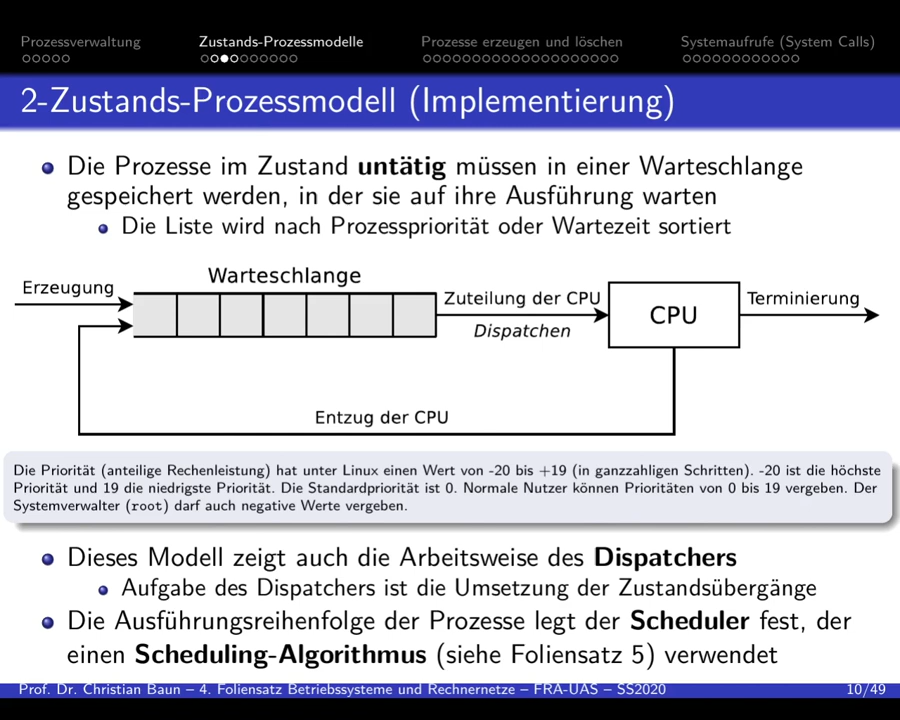 Prozessverwaltung Zustands-Prozessmodelle Prozesse erzeugen und löschen Systemaufrufe (System Calls)
2-Zustands-Prozessmodell (Implementierung)
Die Prozesse im Zustand untätig müssen in einer Warteschlange
gespeichert werden, in der sie auf ihre Ausführung warten
Die Liste wird nach Prozesspriorität oder Wartezeit sortiert
Warteschlange
Erzeugung
Zuteilung der CPU
Dispatchen
CPU
Terminierung
Entzug der CPU
Die Priorität (anteilige Rechenleistung) hat unter Linux einen Wert von -20 bis +19 (in ganzzahligen Schritten). -20 ist die höchste
Priorität und 19 die niedrigste Priorität. Die Standardpriorität ist 0. Normale Nutzer können Prioritäten von 0 bis 19 vergeben. Der
Systemverwalter (root) darf auch negative Werte vergeben.
Dieses Modell zeigt auch die Arbeitsweise des Dispatchers
Aufgabe des Dispatchers ist die Umsetzung der Zustandsübergänge
Die Ausführungsreihenfolge der Prozesse legt der Scheduler fest, der
einen Scheduling-Algorithmus (siehe Foliensatz 5) verwendet
Prof. Dr. Christian Baun – 4. Foliensatz Betriebssysteme und Rechnernetze – FRA-UAS – SS2020 10/49